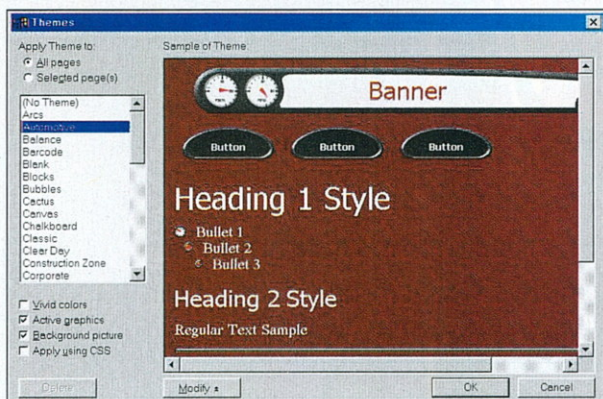 Themes
Apply Theme to:
All pages
Selected page(s)
(No Theme)
Arcs
Automotive
Balance
Barcode
Blank
Blocks
Bubbles
Cactus
Canvas
Chalkboard
Classic
Clear Day
Construction Zone
Corporate
Vivid colors
Active graphics
Background picture
Apply using CSS
Delete
Sample of Theme:
Banner
Button Button Button
Heading 1 Style
Bullet 1
Bullet 2
Bullet 3
Heading 2 Style
Regular Text Sample
Modify
OK
Cancel